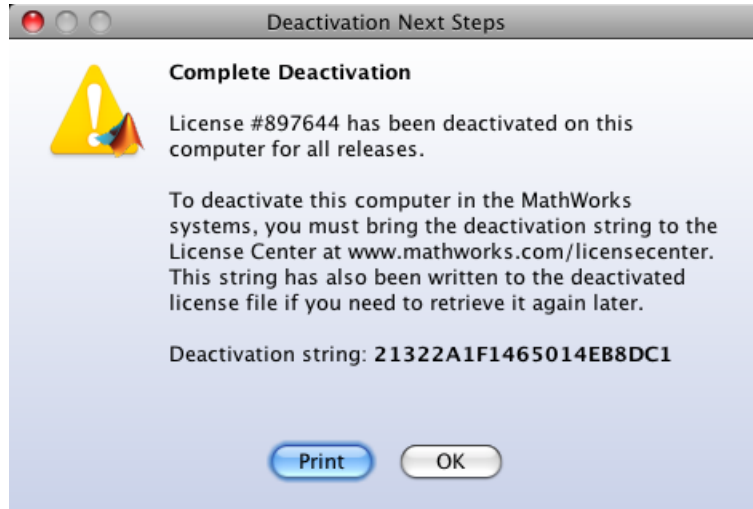 Deactivation Next Steps
Complete Deactivation
License #897644 has been deactivated on this
computer for all releases.
To deactivate this computer in the MathWorks
systems, you must bring the deactivation string to the
License Center at www.mathworks.com/licensecenter.
This string has also been written to the deactivated
license file if you need to retrieve it again later.
Deactivation string: 21322A1F1465014EB8DC1
Print OK